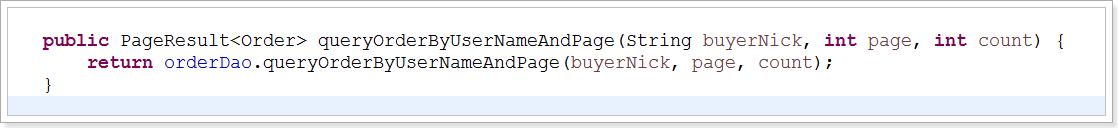 public PageResult<Order> queryOrderByUserNameAndPage(String buyerNick, int page, int count) {
    return orderDao.queryOrderByUserNameAndPage(buyerNick, page, count);
}